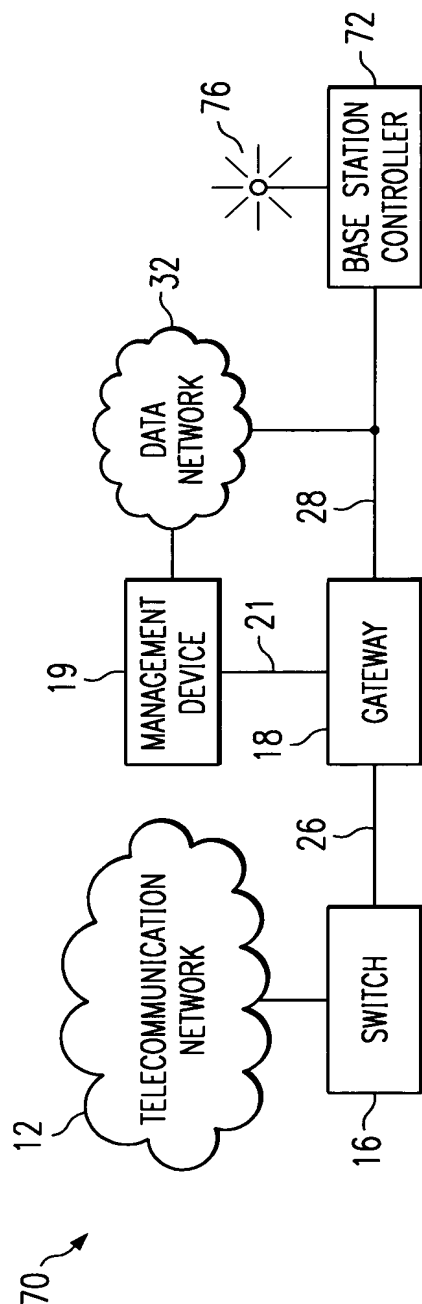 70
12
TELECOMMUNICATION
NETWORK
19
MANAGEMENT
DEVICE
32
DATA
NETWORK
76
72
21
18
28
26
SWITCH
16
GATEWAY
BASE STATION
CONTROLLER